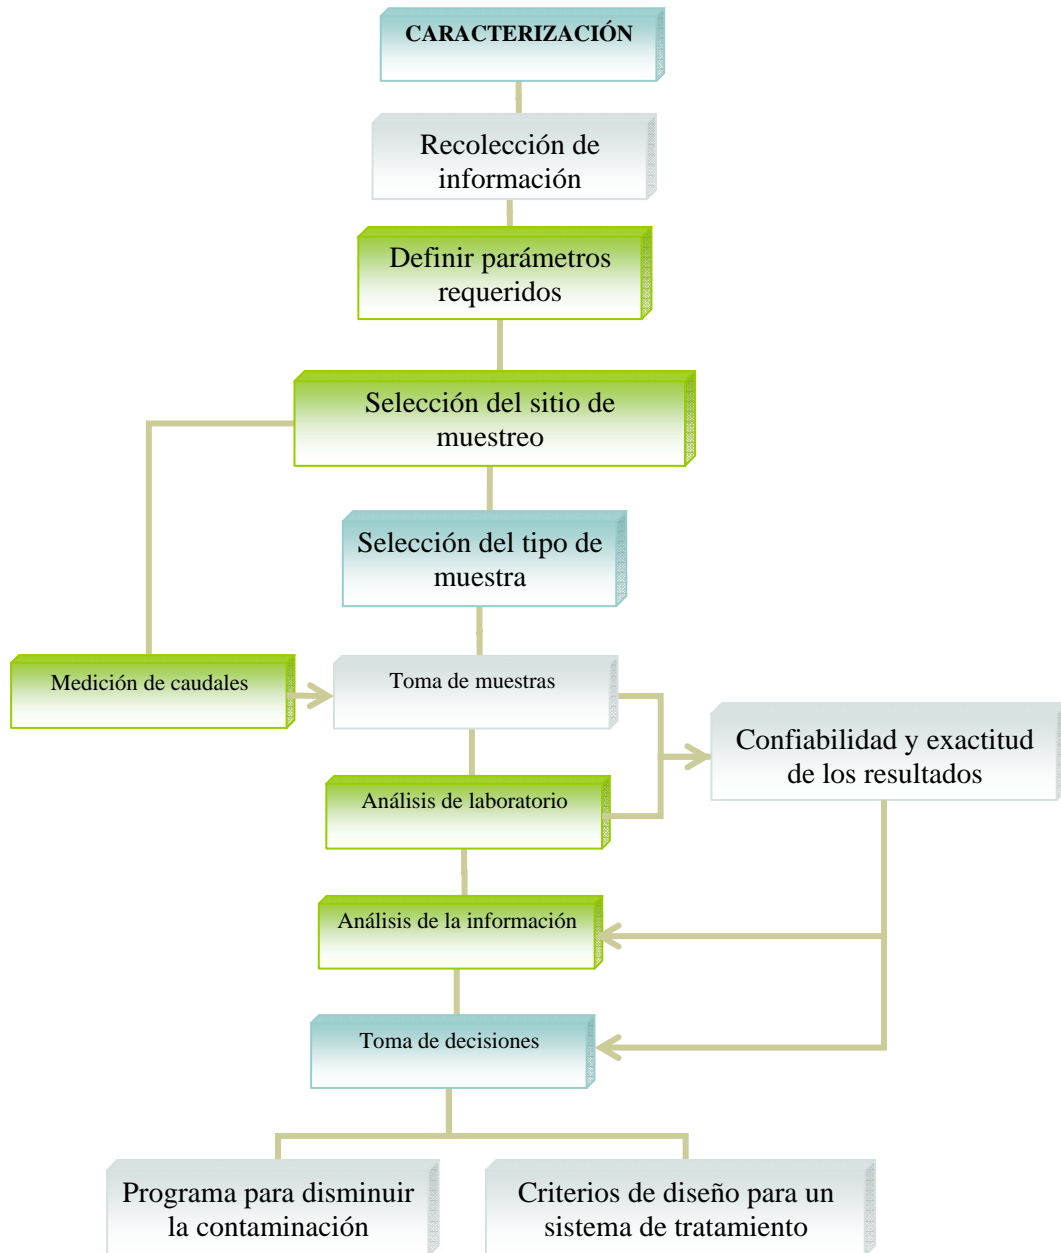 CARACTERIZACIÓN
Recolección de
información
Definir parámetros
requeridos
Selección del sitio de
muestreo
Selección del tipo de
muestra
Medición de caudales
Toma de muestras
Confiabilidad y exactitud
de los resultados
Análisis de laboratorio
Análisis de la información
Toma de decisiones
Programa para disminuir
la contaminación
Criterios de diseño para un
sistema de tratamiento